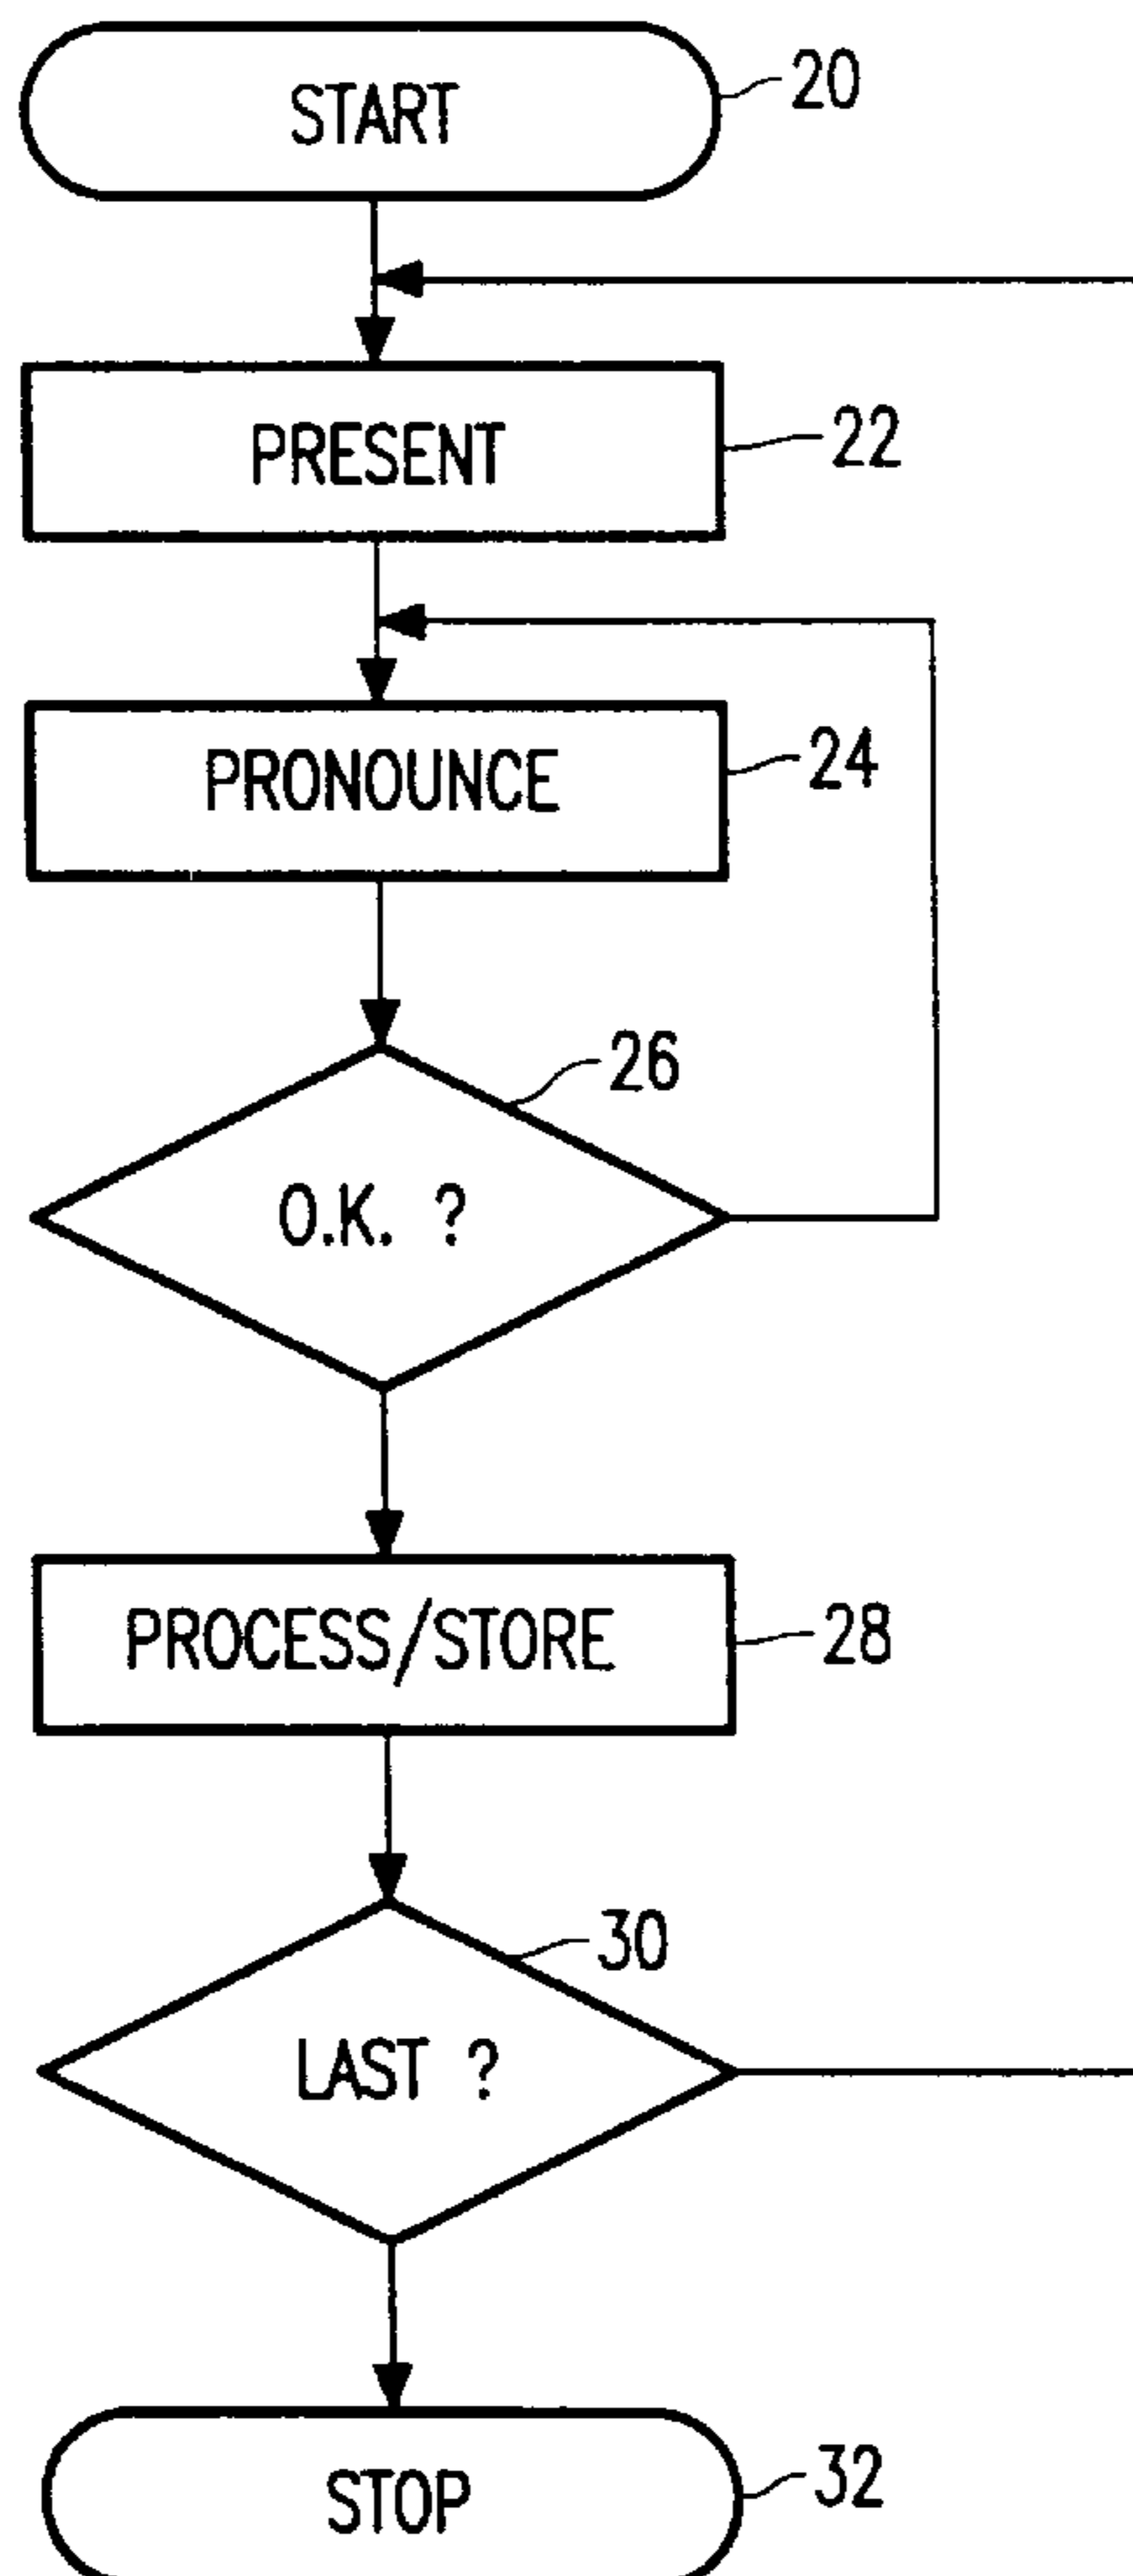 START
20
PRESENT
22
PRONOUNCE
24
26
O.K. ?
PROCESS/STORE
28
30
LAST ?
STOP
32